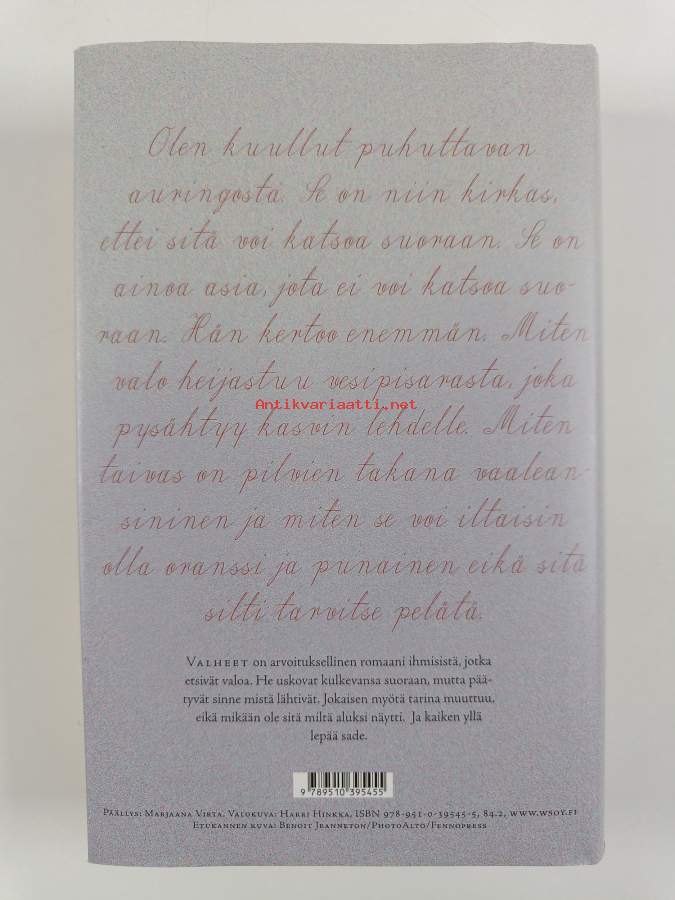 Olen kuullut puhuttavan
auringosta. Se on niin kirkas,
ettei sitä voi katsoa suoraan. Se on
ainoa asia, jota ei voi katsoa suo-
raan. Hän kertoo enemmän. Miten
valo heijastuu vesipisarasta, joka
Antikvariaatti.net
pysähtyy kasvin lehdelle. Miten
taivas on pilvien takana vaalean-
sininen ja miten se voi iltaisin
olla oranssi ja punainen eikä sitä
silti tarvitse pelätä.
Valheet on arvoituksellinen romaani ihmisistä, jotka
etsivät valoa. He uskovat kulkevansa suoraan, mutta pää-
tyvät sinne mistä lähtivät. Jokaisen myötä tarina muuttuu,
eikä mikään ole sitä miltä aluksi näytti. Ja kaiken yllä
lepää sade.
9 789510 395455
Päällys: Marjaana Virta. Valokuva: Harri Hinkka, ISBN 978-951-0-39545-5, 84.2, www.wsoy.fi
Etukannen kuva: Benoit Jeanneton/PhotoAlto/Fennopress